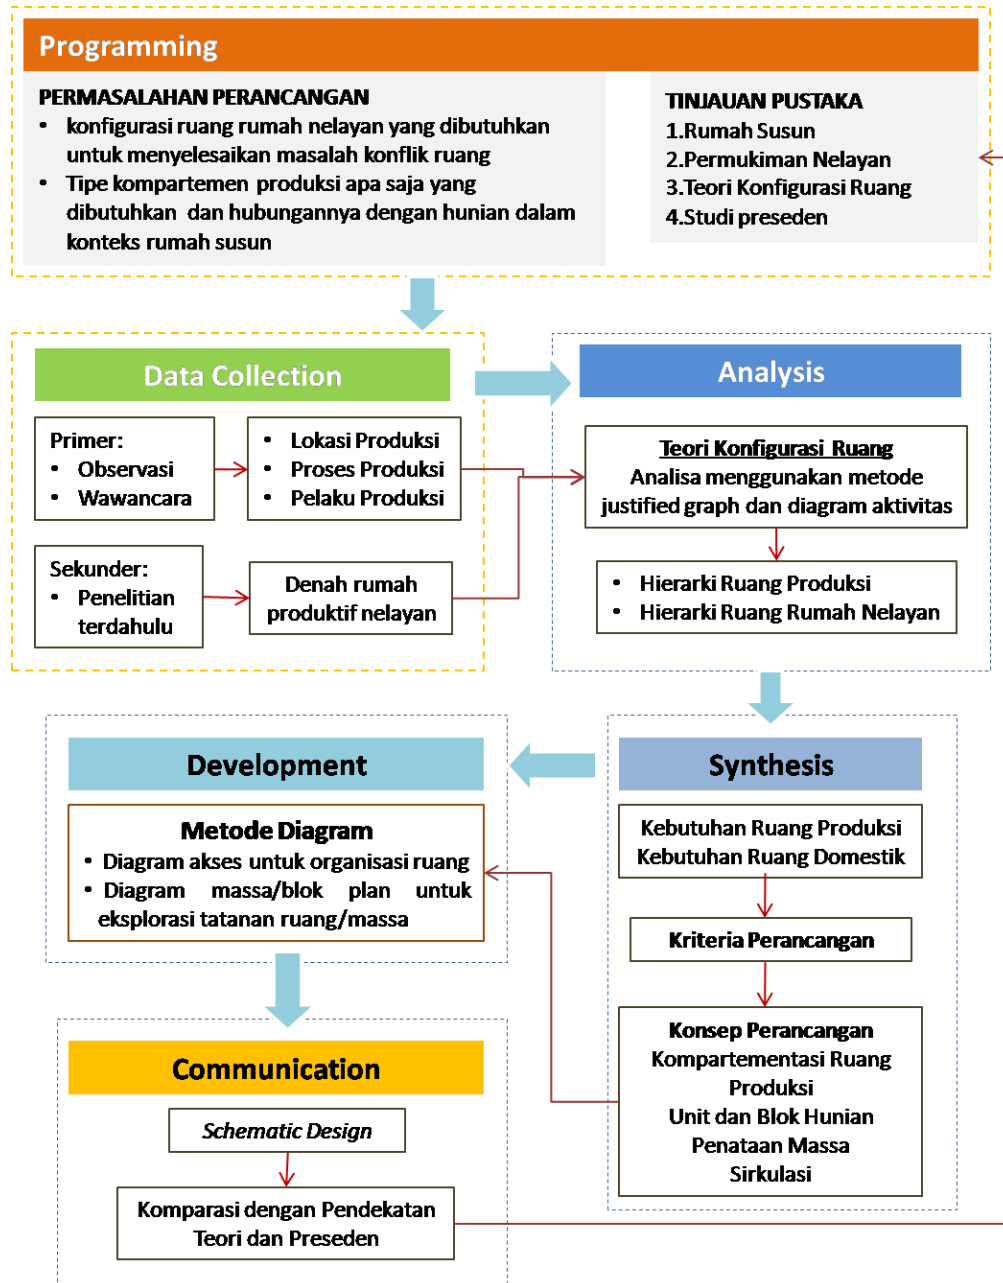 Programming
PERMASALAHAN PERANCANGAN
• konfigurasi ruang rumah nelayan yang dibutuhkan
untuk menyelesaikan masalah konflik ruang
• Tipe kompartemen produksi apa saja yang
dibutuhkan dan hubungannya dengan hunian dalam
konteks rumah susun
TINJAUAN PUSTAKA
1.Rumah Susun
2.Permukiman Nelayan
3.Teori Konfigurasi Ruang
4.Studi preseden
Data Collection
Primer:
• Observasi
• Wawancara
• Lokasi Produksi
• Proses Produksi
• Pelaku Produksi
Sekunder:
• Penelitian
terdahulu
Denah rumah
produktif nelayan
Analysis
Teori Konfigurasi Ruang
Analisa menggunakan metode
justified graph dan diagram aktivitas
• Hierarki Ruang Produksi
• Hierarki Ruang Rumah Nelayan
Synthesis
Kebutuhan Ruang Produksi
Kebutuhan Ruang Domestik
Kriteria Perancangan
Konsep Perancangan
Kompartementasi Ruang
Produksi
Unit dan Blok Hunian
Penataan Massa
Sirkulasi
Development
Metode Diagram
• Diagram akses untuk organisasi ruang
• Diagram massa/blok plan untuk
eksplorasi tatanan ruang/massa
Communication
Schematic Design
Komparasi dengan Pendekatan
Teori dan Preseden